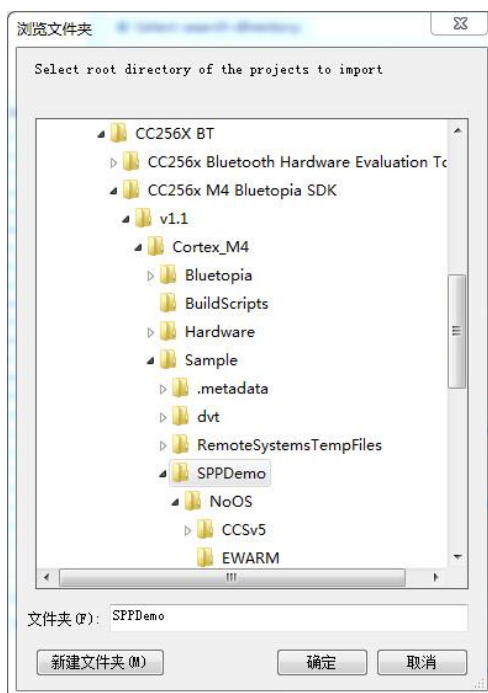 浏览文件夹
Select root directory of the projects to import
CC256X BT
CC256x Bluetooth Hardware Evaluation To
CC256x M4 Bluetopia SDK
v1.1
Cortex_M4
Bluetopia
BuildScripts
Hardware
Sample
.metadata
dvt
RemoteSystemsTempFiles
SPPDemo
NoOS
CCSv5
EWARM
文件夹(F): SPPDemo
新建文件夹(M) 确定 取消